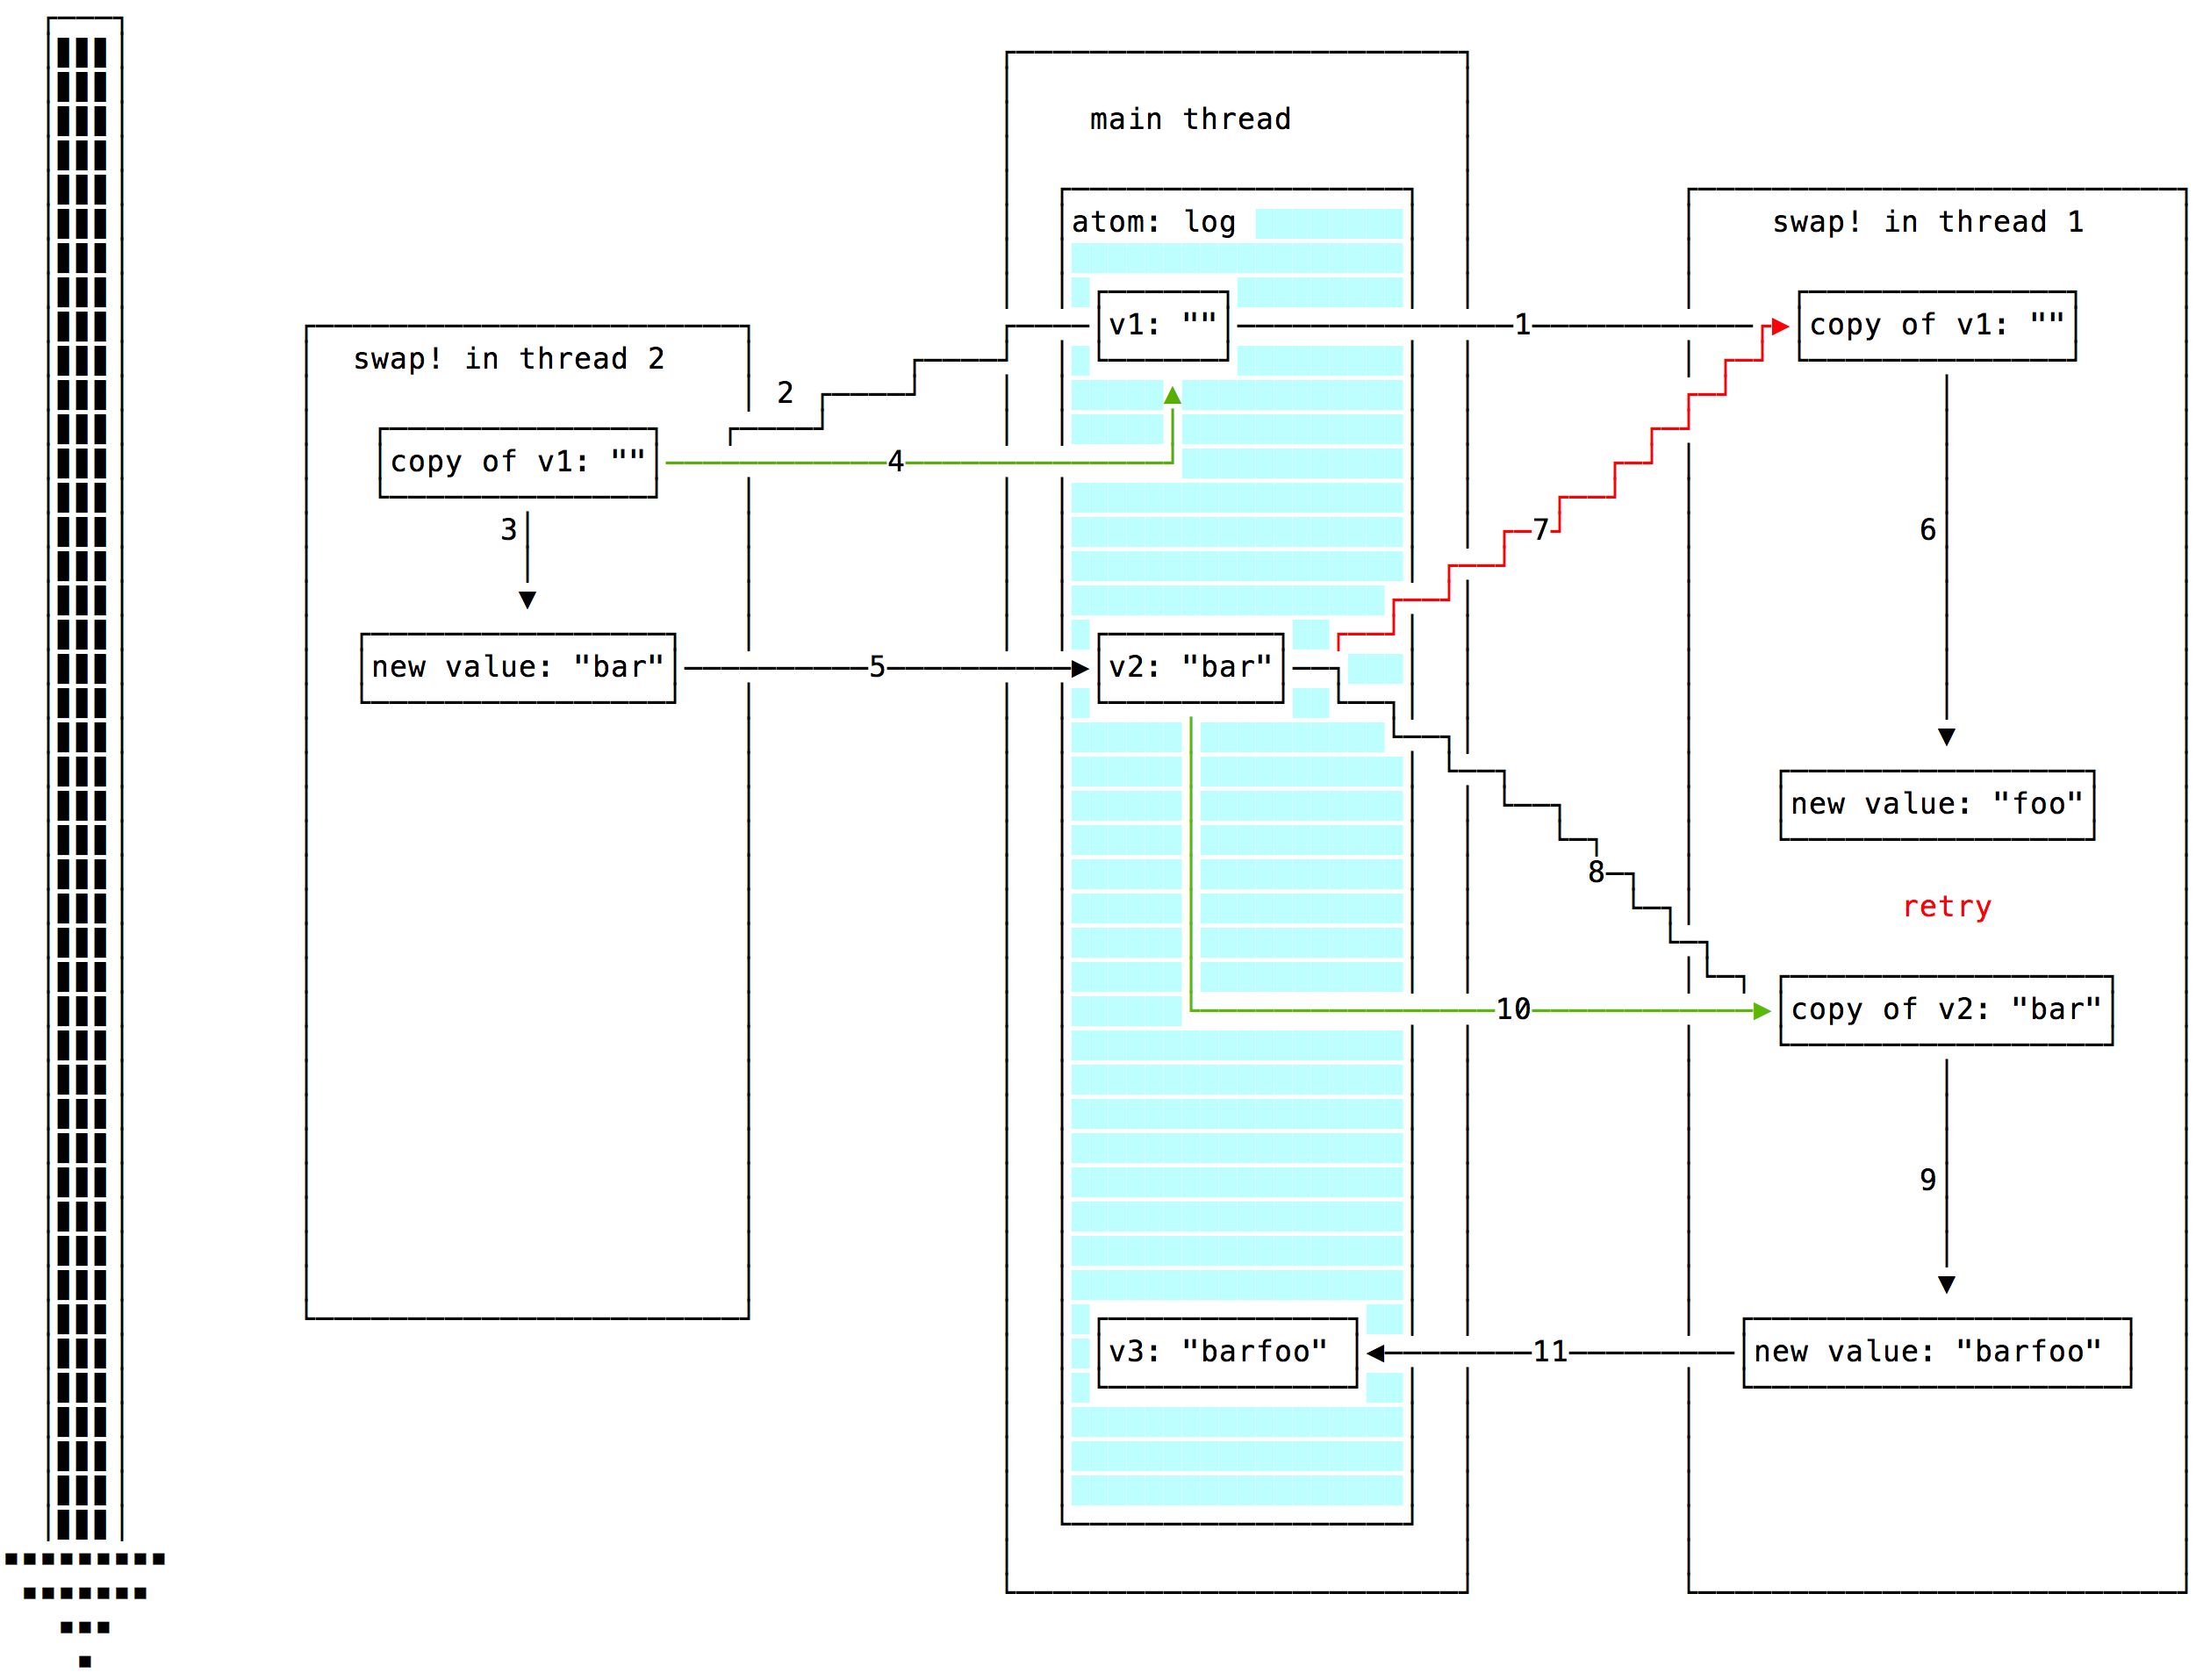 main thread
atom: log
swap! in thread 1
v1: ""
1
copy of v1: ""
swap! in thread 2
2
copy of v1: ""
4
3
7
6
new value: "bar"
5
v2: "bar"
new value: "foo"
8
retry
10
copy of v2: "bar"
9
v3: "barfoo"
11
new value: "barfoo"